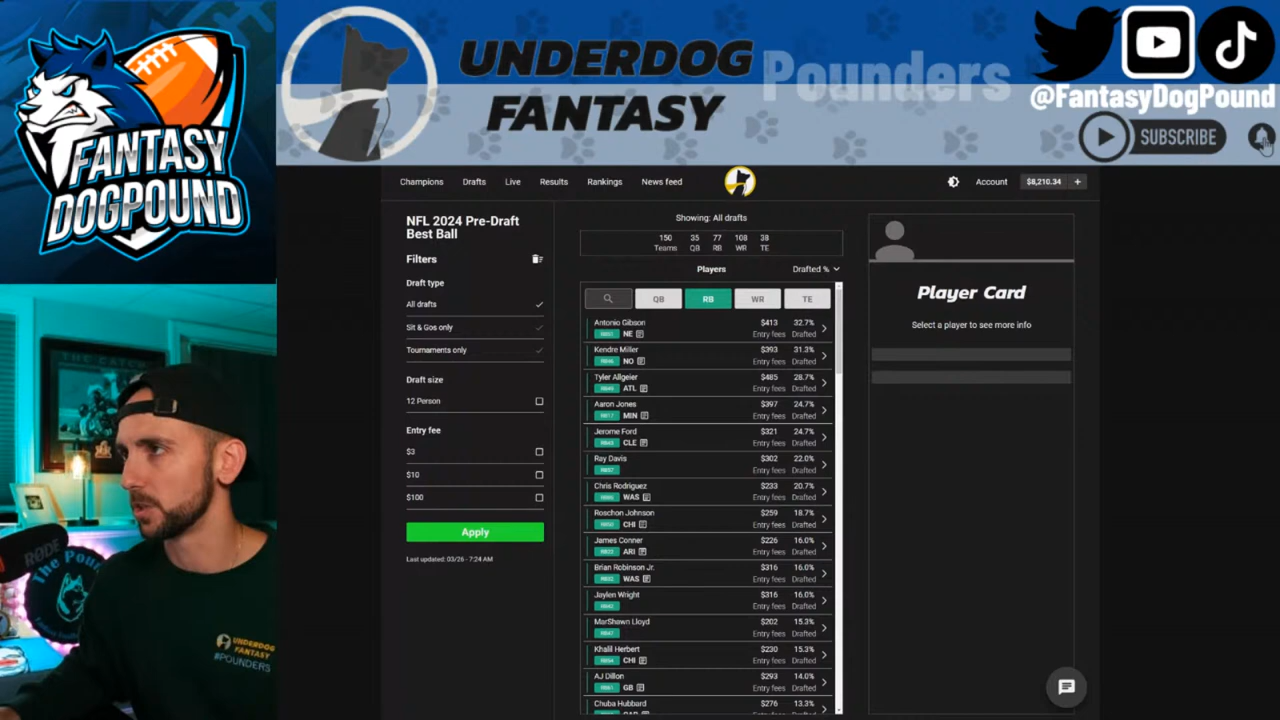 FANTASY
DOGPOUND
UNDERDOG
FANTASY
Pounders
@FantasyDogPound
SUBSCRIBE
Champions
Drafts
Live
Results
Rankings
News feed
Account
$8,210.34
+
NFL 2024 Pre-Draft
Best Ball
Filters
Draft type
All drafts
Sit & Gos only
Tournaments only
Draft size
12 Person
Entry fee
$3
$10
$100
Apply
Last updated: 03/26 - 7:24 AM
Showing: All drafts
150 35 77 108 38
Teams QB RB WR TE
Players
Drafted %
QB RB WR TE
Antonio Gibson $413 32.7%
NE Entry fees Drafted
Kendre Miller $393 31.3%
NO Entry fees Drafted
Tyler Allgeier $485 28.7%
ATL Entry fees Drafted
Aaron Jones $397 24.7%
MIN Entry fees Drafted
Jerome Ford $321 24.7%
CLE Entry fees Drafted
Ray Davis $302 22.0%
Entry fees Drafted
Chris Rodriguez $233 20.7%
WAS Entry fees Drafted
Roschon Johnson $259 18.7%
CHI Entry fees Drafted
James Conner $226 16.0%
ARI Entry fees Drafted
Brian Robinson Jr. $316 16.0%
WAS Entry fees Drafted
Jaylen Wright $316 16.0%
Entry fees Drafted
MarShawn Lloyd $202 15.3%
Entry fees Drafted
Khalil Herbert $230 15.3%
CHI Entry fees Drafted
AJ Dillon $293 14.0%
GB Entry fees Drafted
Chuba Hubbard $276 13.3%
Entry fees Drafted
Player Card
Select a player to see more info
RØDE
The Pound
UNDERDOG
FANTASY
#POUNDERS